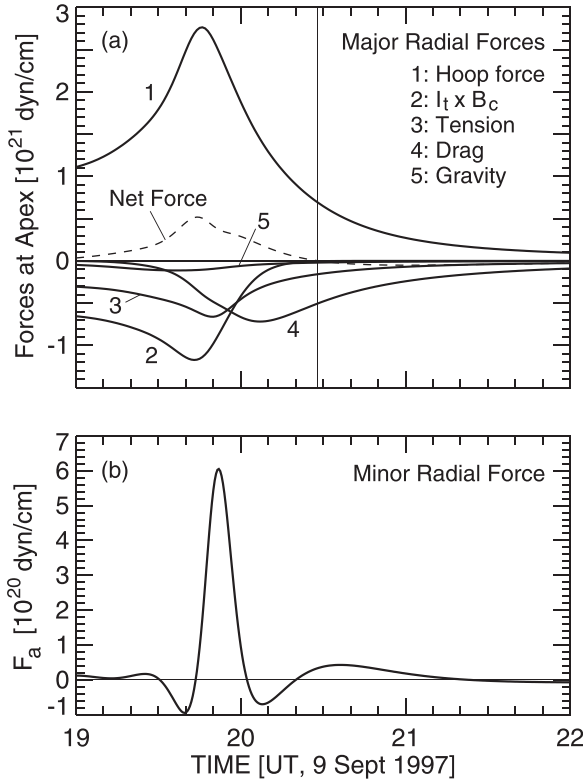 3
(a)
Major Radial Forces
1: Hoop force
2: It x Bc
3: Tension
4: Drag
5: Gravity
2
1
1
Net Force
5
0
3
4
-1
2
Forces at Apex [10^21 dyn/cm]
7
(b)
Minor Radial Force
6
5
4
3
2
1
0
-1
Fa [10^20 dyn/cm]
19
20
21
22
TIME [UT, 9 Sept 1997]